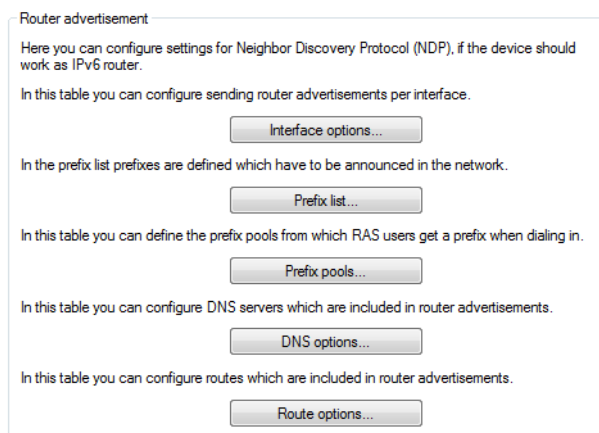 Router advertisement
Here you can configure settings for Neighbor Discovery Protocol (NDP), if the device should
work as IPv6 router.
In this table you can configure sending router advertisements per interface.
Interface options...
In the prefix list prefixes are defined which have to be announced in the network.
Prefix list...
In this table you can define the prefix pools from which RAS users get a prefix when dialing in.
Prefix pools...
In this table you can configure DNS servers which are included in router advertisements.
DNS options...
In this table you can configure routes which are included in router advertisements.
Route options...